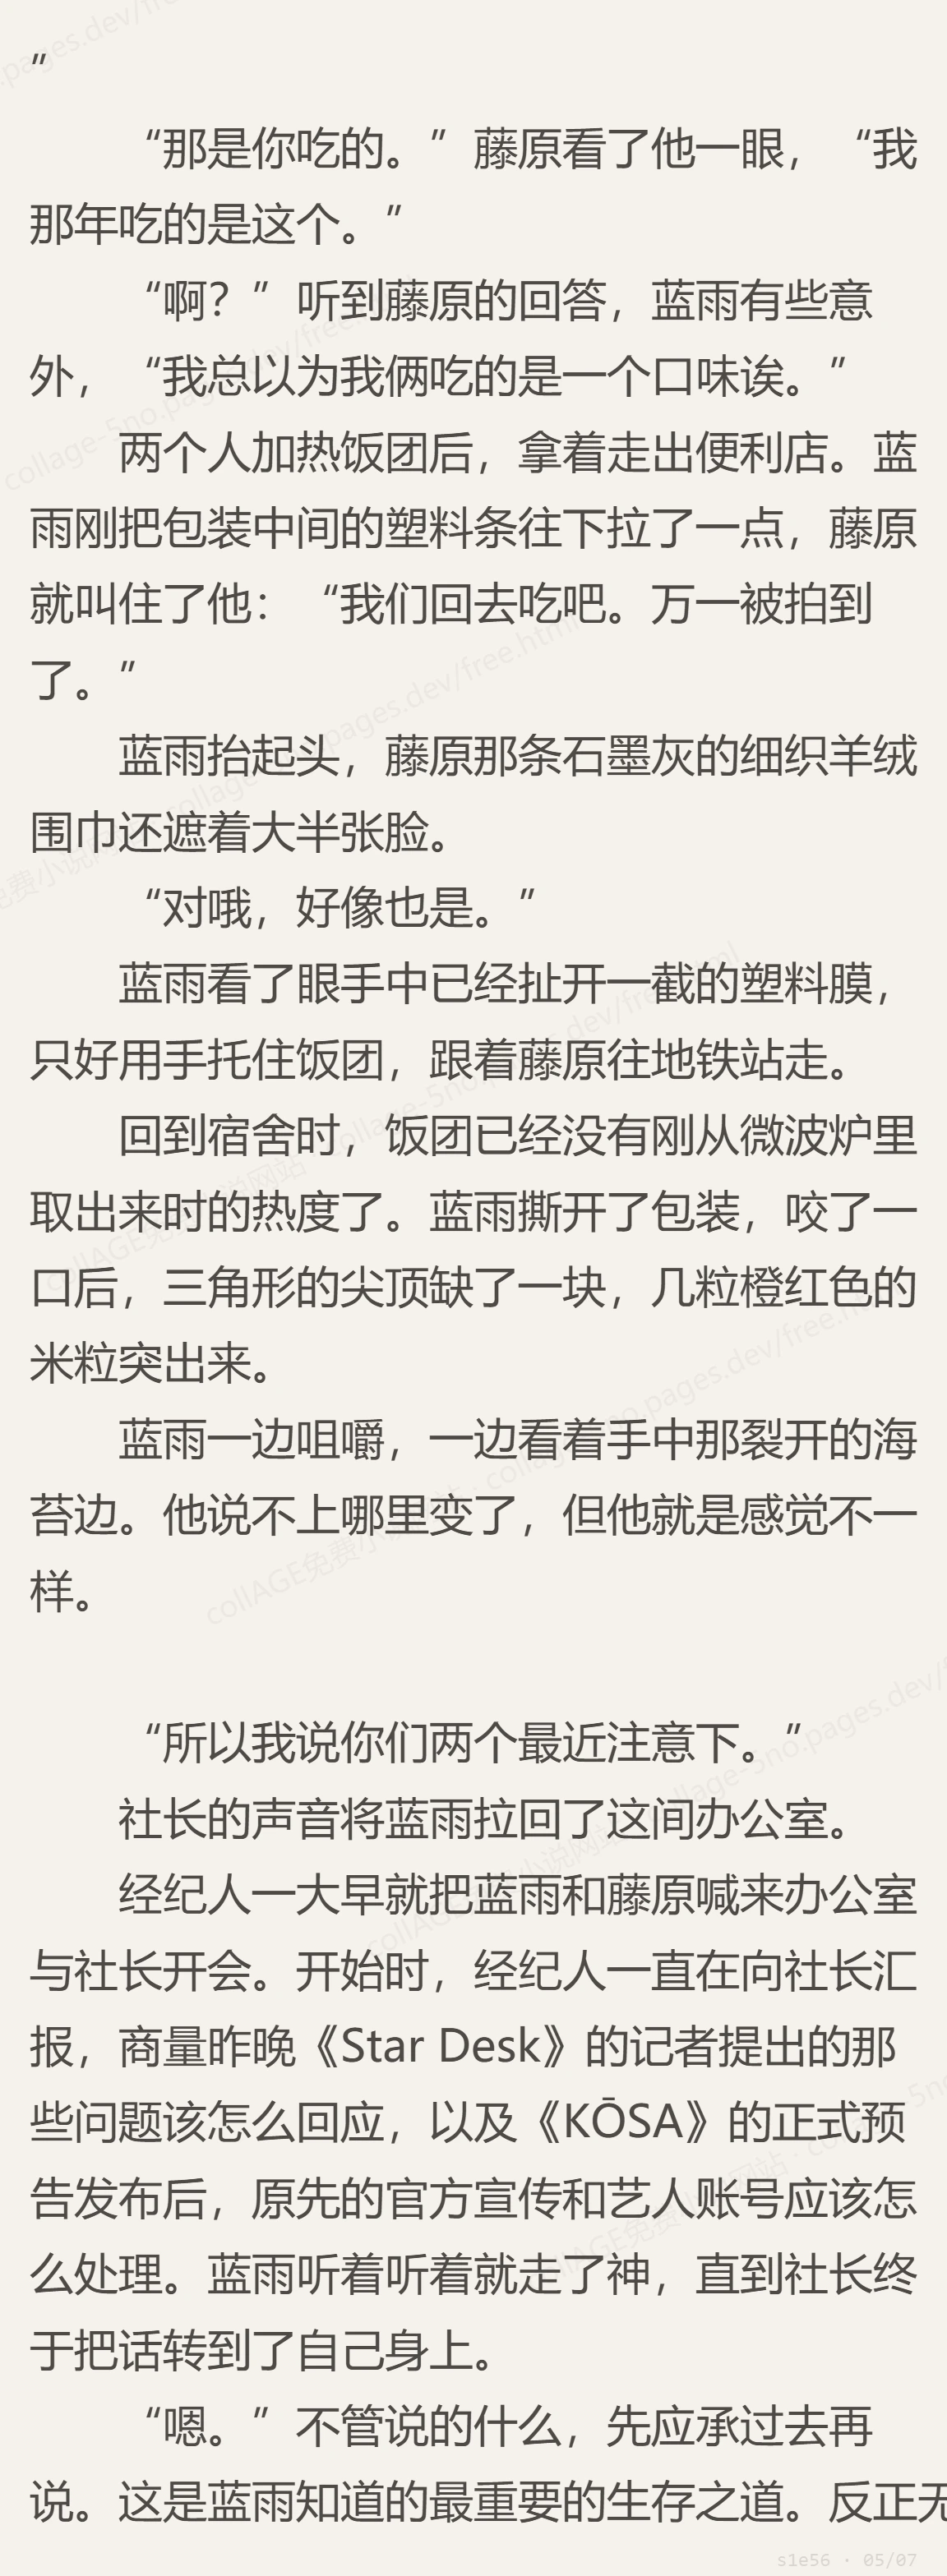 ”
“那是你吃的。”藤原看了他一眼，“我
那年吃的是这个。”
“啊？”听到藤原的回答，蓝雨有些意
外，“我总以为我俩吃的是一个口味诶。”
两个人加热饭团后，拿着走出便利店。蓝
雨刚把包装中间的塑料条往下拉了一点，藤原
就叫住了他：“我们回去吃吧。万一被拍到
了。”
蓝雨抬起头，藤原那条石墨灰的细织羊绒
围巾还遮着大半张脸。
“对哦，好像也是。”
蓝雨看了眼手中已经扯开一截的塑料膜，
只好用手托住饭团，跟着藤原往地铁站走。
回到宿舍时，饭团已经没有刚从微波炉里
取出来时的热度了。蓝雨撕开了包装，咬了一
口后，三角形的尖顶缺了一块，几粒橙红色的
米粒突出来。
蓝雨一边咀嚼，一边看着手中那裂开的海
苔边。他说不上哪里变了，但他就是感觉不一
样。
“所以我说你们两个最近注意下。”
社长的声音将蓝雨拉回了这间办公室。
经纪人一大早就把蓝雨和藤原喊来办公室
与社长开会。开始时，经纪人一直在向社长汇
报，商量昨晚《Star Desk》的记者提出的那
些问题该怎么回应，以及《KŌSA》的正式预
告发布后，原先的官方宣传和艺人账号应该怎
么处理。蓝雨听着听着就走了神，直到社长终
于把话转到了自己身上。
“嗯。”不管说的什么，先应承过去再
说。这是蓝雨知道的最重要的生存之道。反正无
s1e56 · 05/07
collAGE免费小说网站 · collage-5no.pages.dev/free.html